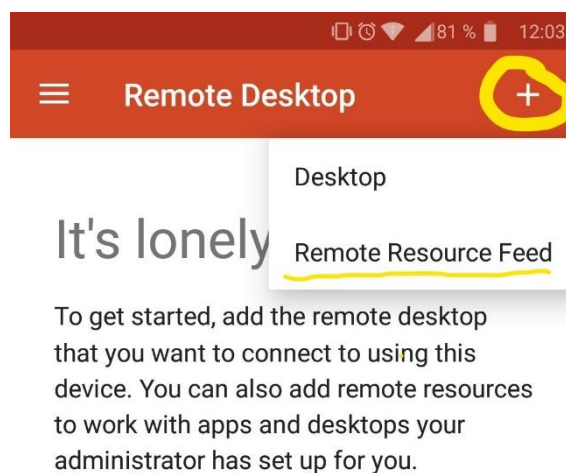 81 % 12:03
Remote Desktop +
Desktop
It's lonely
Remote Resource Feed
To get started, add the remote desktop
that you want to connect to using this
device. You can also add remote resources
to work with apps and desktops your
administrator has set up for you.